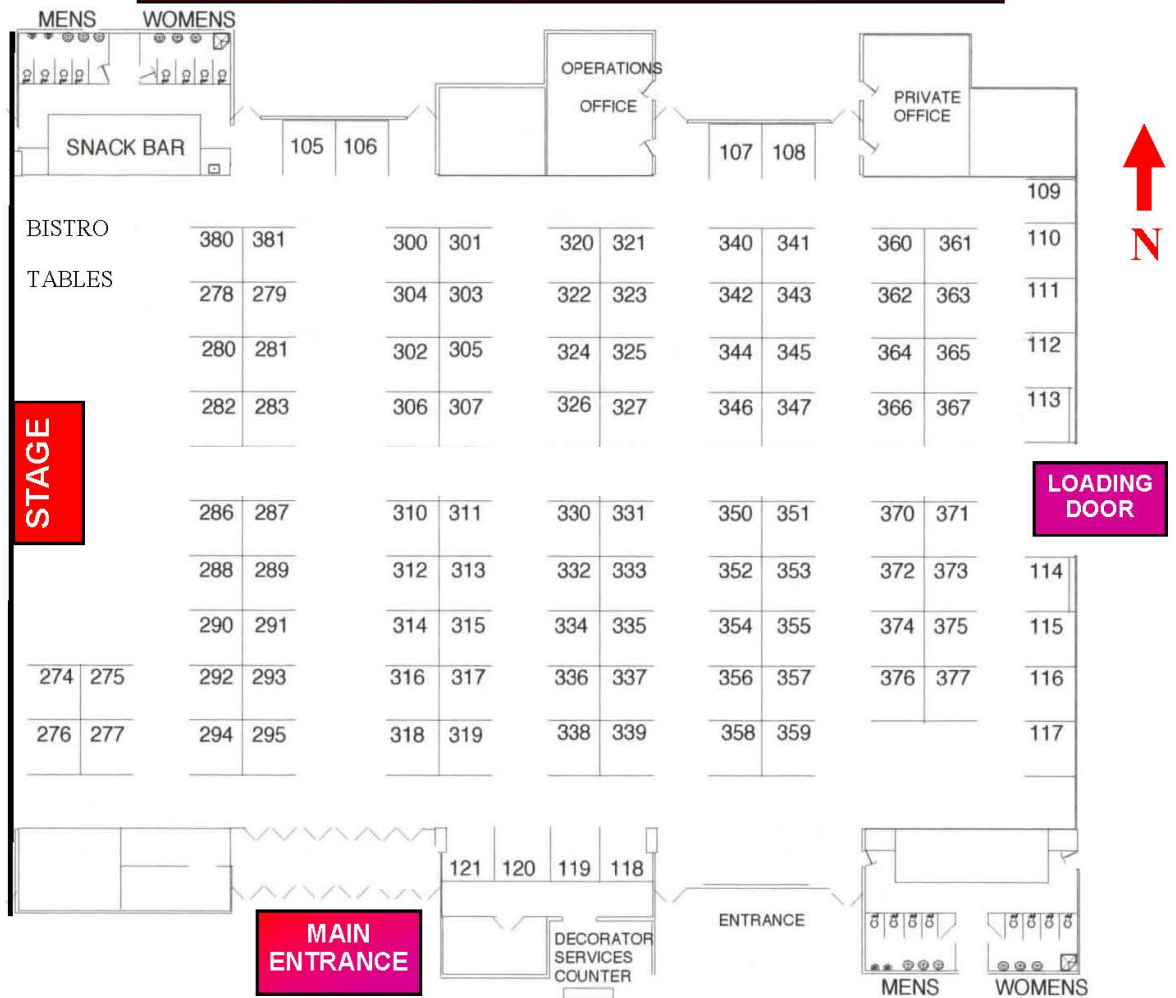 MENS WOMENS
OPERATIONS
OFFICE
PRIVATE
OFFICE
SNACK BAR
105 106
107 108
109
N
BISTRO
TABLES
380 381 300 301 320 321 340 341 360 361 110
278 279 304 303 322 323 342 343 362 363 111
280 281 302 305 324 325 344 345 364 365 112
282 283 306 307 326 327 346 347 366 367 113
STAGE
LOADING
DOOR
286 287 310 311 330 331 350 351 370 371
288 289 312 313 332 333 352 353 372 373 114
290 291 314 315 334 335 354 355 374 375 115
274 275 292 293 316 317 336 337 356 357 376 377 116
276 277 294 295 318 319 338 339 358 359 117
121 120 119 118
MAIN
ENTRANCE
DECORATOR
SERVICES
COUNTER
ENTRANCE
MENS WOMENS